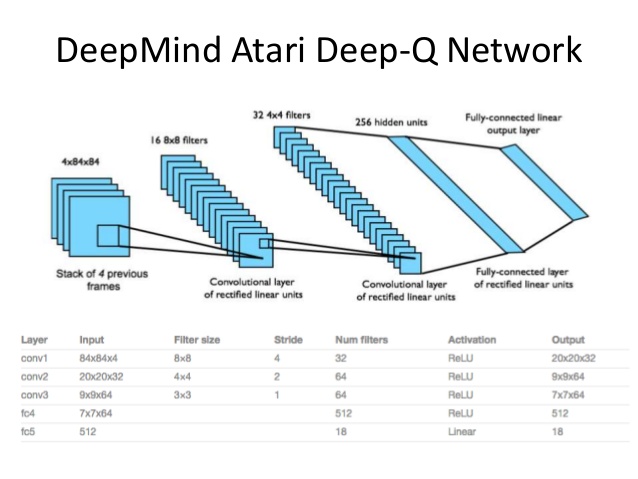 DeepMind Atari Deep-Q Network
32 4x4 filters
256 hidden units
Fully-connected linear
output layer
16 8x8 filters
4x84x84
Stack of 4 previous
frames
Convolutional layer
of rectified linear units
Convolutional layer
of rectified linear units
Fully-connected layer
of rectified linear units
Layer Input Filter size Stride Num filters Activation Output
conv1 84x84x4 8x8 4 32 ReLU 20x20x32
conv2 20x20x32 4x4 2 64 ReLU 9x9x64
conv3 9x9x64 3x3 1 64 ReLU 7x7x64
fc4 7x7x64 512 ReLU 512
fc5 512 18 Linear 18